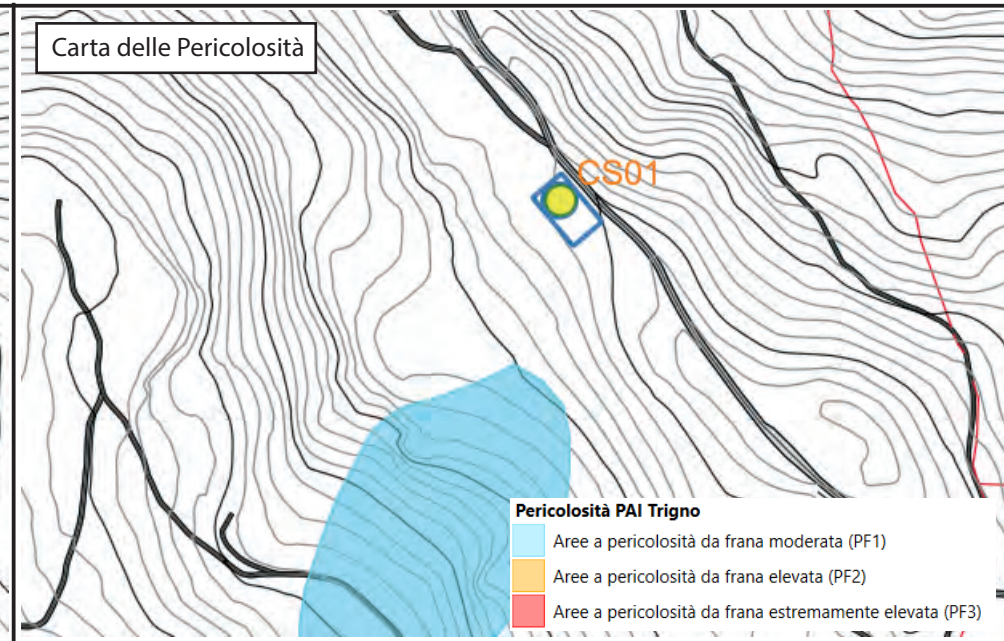 Carta delle Pericolosità
CS01
Pericolosità PAI Trigno
Aree a pericolosità da frana moderata (PF1)
Aree a pericolosità da frana elevata (PF2)
Aree a pericolosità da frana estremamente elevata (PF3)